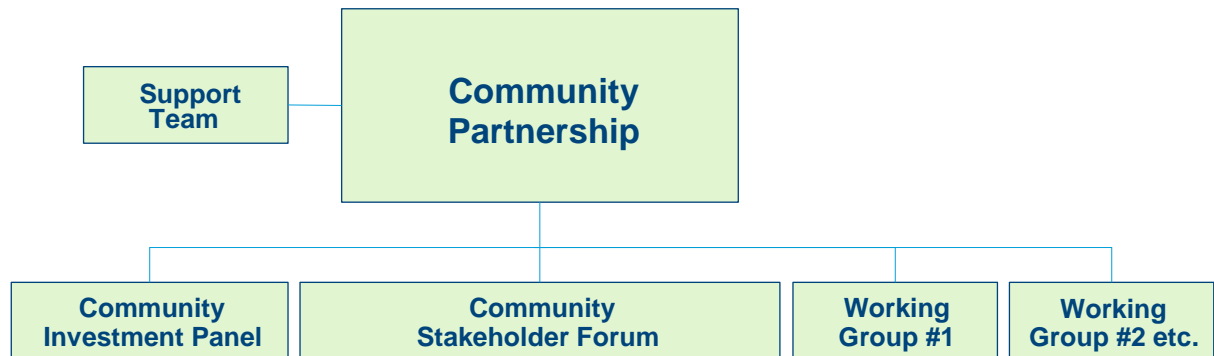 Support
Team
Community
Partnership
Community
Investment Panel
Community
Stakeholder Forum
Working
Group #1
Working
Group #2 etc.